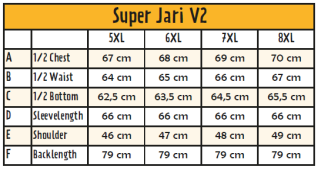 Super Jari V2
5XL 6XL 7XL 8XL
A 1/2 Chest 67 cm 68 cm 69 cm 70 cm
B 1/2 Waist 64 cm 65 cm 66 cm 67 cm
C 1/2 Bottom 62,5 cm 63,5 cm 64,5 cm 65,5 cm
D Sleevelength 66 cm 66 cm 66 cm 66 cm
E Shoulder 46 cm 47 cm 48 cm 49 cm
F Backlength 79 cm 79 cm 79 cm 79 cm